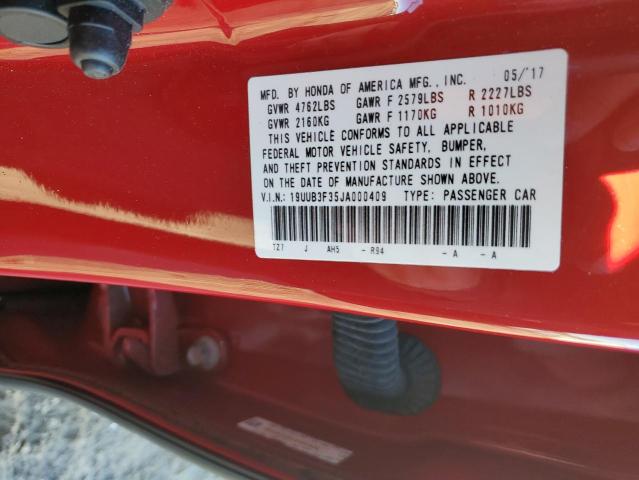 MFD. BY HONDA OF AMERICA MFG., INC. 05/'17
GVWR 4762LBS GAWR F 2579LBS R 2227LBS
GVWR 2160KG GAWR F 1170KG R 1010KG
THIS VEHICLE CONFORMS TO ALL APPLICABLE
FEDERAL MOTOR VEHICLE SAFETY, BUMPER,
AND THEFT PREVENTION STANDARDS IN EFFECT
ON THE DATE OF MANUFACTURE SHOWN ABOVE.
V.I.N.: 19UUB3F35JA000409 TYPE: PASSENGER CAR
TZ7 J AH5 - R94 - A - A